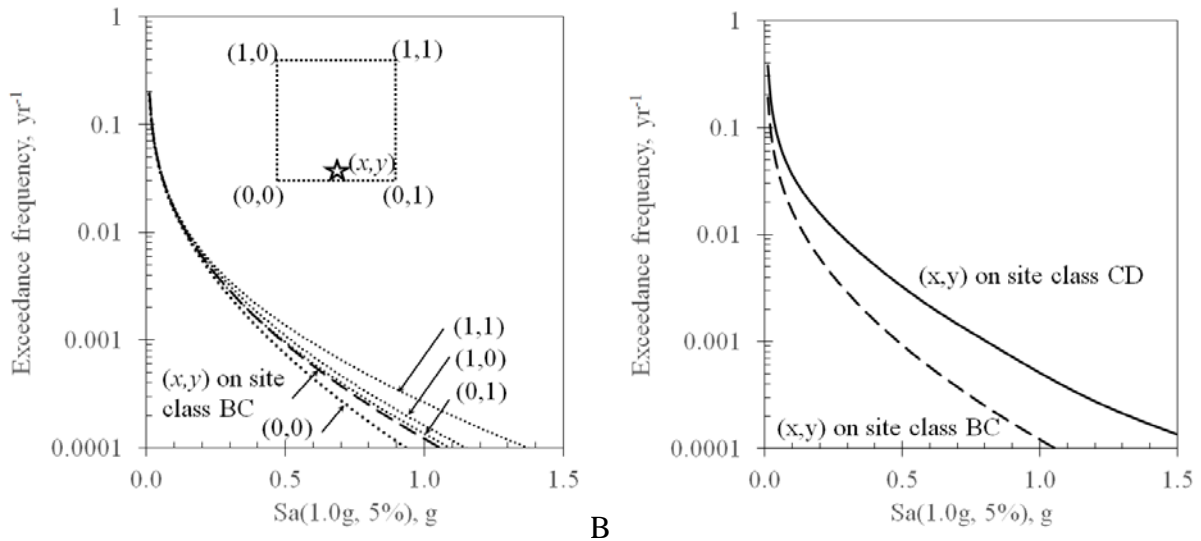 1
0.1
0.01
0.001
0.0001
Exceedance frequency, yr-1
(1,0)
(1,1)
(x,y)
(0,0)
(0,1)
(1,1)
(1,0)
(0,1)
(x,y) on site
class BC
(0,0)
0.0 0.5 1.0 1.5
Sa(1.0g, 5%), g
B
1
0.1
0.01
0.001
0.0001
Exceedance frequency, yr-1
(x,y) on site class CD
(x,y) on site class BC
0.0 0.5 1.0 1.5
Sa(1.0g, 5%), g